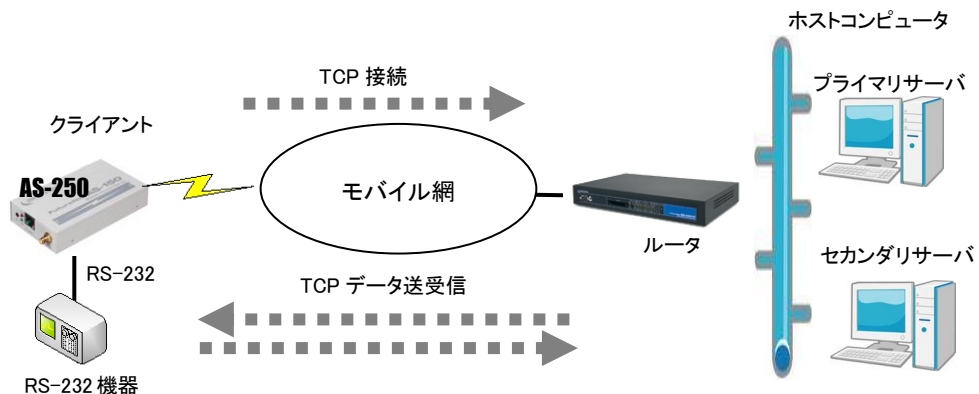 ホストコンピュータ
TCP 接続
プライマリサーバ
クライアント
AS-250
モバイル網
ルータ
セカンダリサーバ
RS-232
TCP データ送受信
RS-232 機器